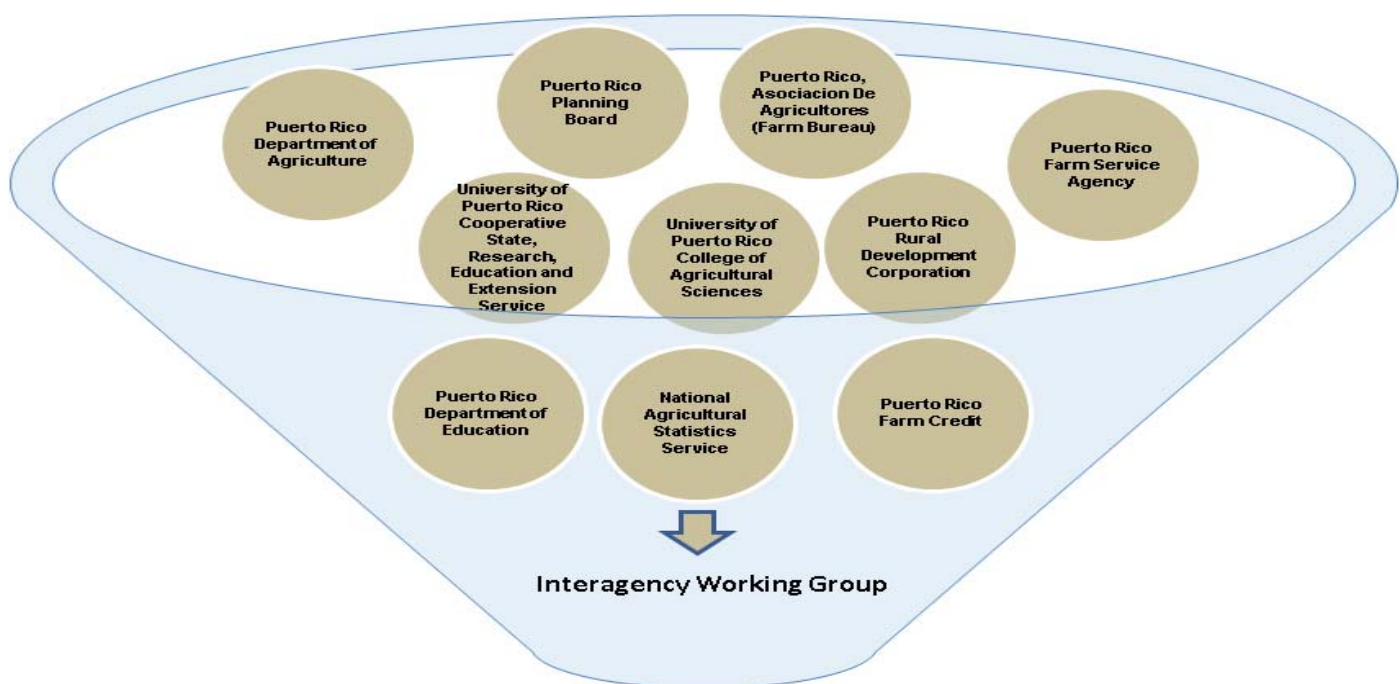 Puerto Rico
Department of
Agriculture
Puerto Rico
Planning
Board
Puerto Rico,
Asociacion De
Agricultores
(Farm Bureau)
Puerto Rico
Farm Service
Agency
University of
Puerto Rico
Cooperative
State,
Research,
Education and
Extension
Service
University of
Puerto Rico
College of
Agricultural
Sciences
Puerto Rico
Rural
Development
Corporation
Puerto Rico
Department of
Education
National
Agricultural
Statistics
Service
Puerto Rico
Farm Credit
Interagency Working Group